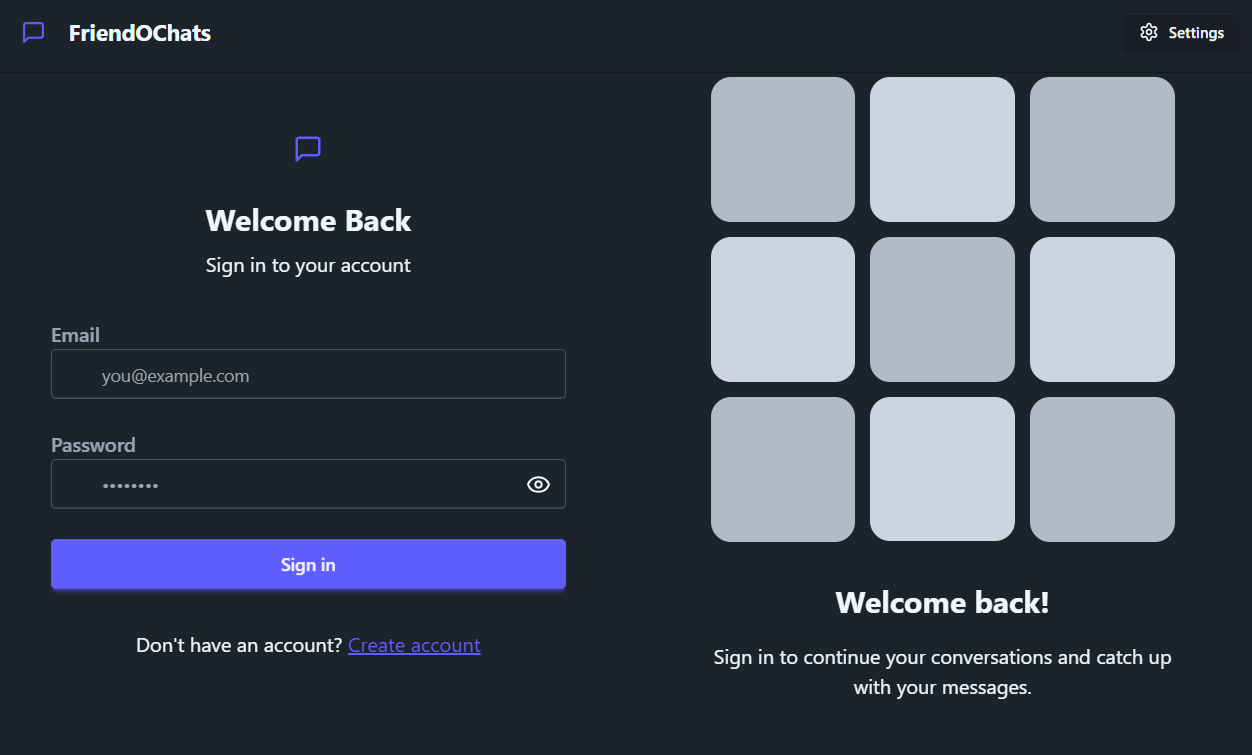 FriendOChats
Settings
Welcome Back
Sign in to your account
Email
you@example.com
Password
••••••••
Sign in
Don't have an account? Create account
Welcome back!
Sign in to continue your conversations and catch up
with your messages.